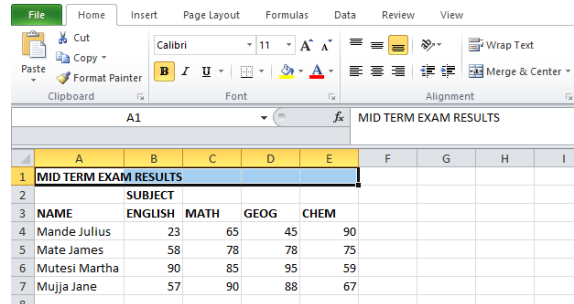 File Home Insert Page Layout Formulas Data Review View
Cut
Copy
Format Painter
Paste
Calibri 11 A A
B I U A
Wrap Text
Merge & Center
Clipboard Font Alignment
A1 fx MID TERM EXAM RESULTS
A B C D E F G H I
1 MID TERM EXAM RESULTS
2 SUBJECT
3 NAME ENGLISH MATH GEOG CHEM
4 Mande Julius 23 65 45 90
5 Mate James 58 78 78 75
6 Mutesi Martha 90 85 95 59
7 Mujja Jane 57 90 88 67